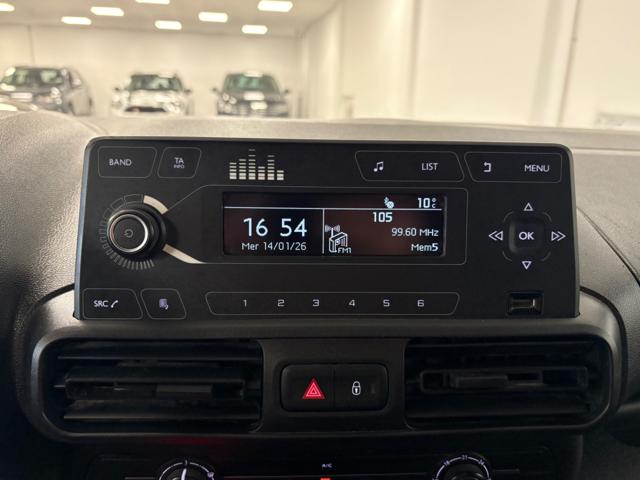 BAND
TA
INFO
LIST
MENU
10°C
105
16 54
99.60 MHz
Mer 14/01/26
FM1
Mem5
OK
SRC
1 2 3 4 5 6
A/C